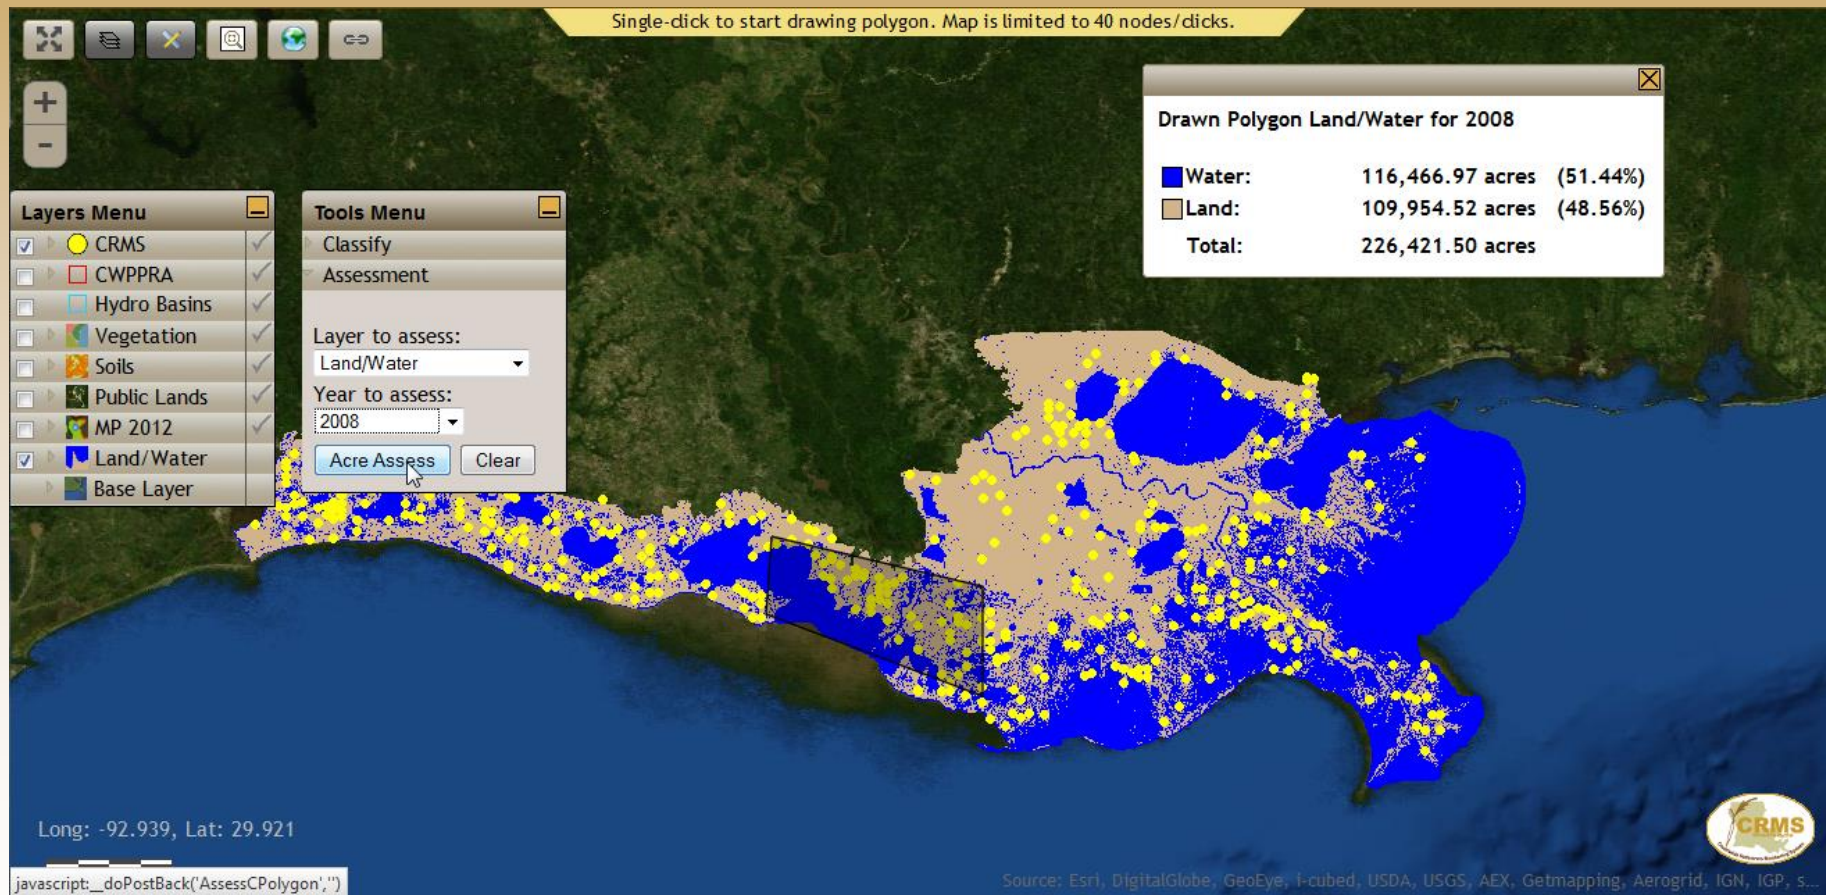 Single-click to start drawing polygon. Map is limited to 40 nodes/clicks.
+
-
Drawn Polygon Land/Water for 2008
Water: 116,466.97 acres (51.44%)
Land: 109,954.52 acres (48.56%)
Total: 226,421.50 acres
Layers Menu
CRMS
CWPPRA
Hydro Basins
Vegetation
Soils
Public Lands
MP 2012
Land/Water
Base Layer
Tools Menu
Classify
Assessment
Layer to assess:
Land/Water
Year to assess:
2008
Acre Assess Clear
Long: -92.939, Lat: 29.921
javascript:__doPostBack('AssessCPolygon','')
CRMS
Source: Esri, DigitalGlobe, GeoEye, i-cubed, USDA, USGS, AEX, Getmapping, Aerogrid, IGN, IGP, s...